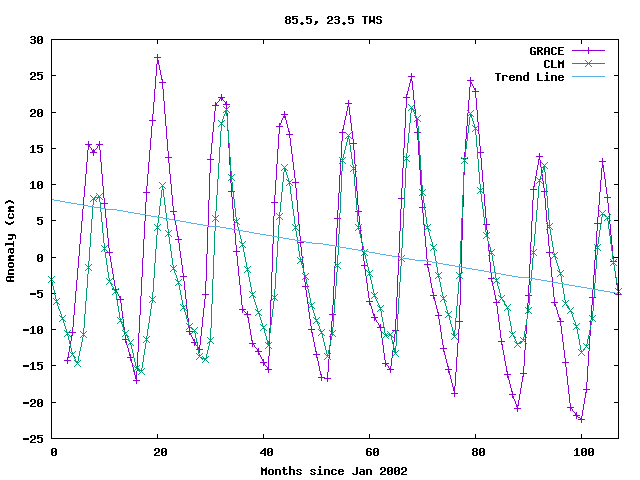 85.5, 23.5 TWS
GRACE
CLM
Trend Line
Anomaly (cm)
30
25
20
15
10
5
0
-5
-10
-15
-20
-25
0 20 40 60 80 100
Months since Jan 2002